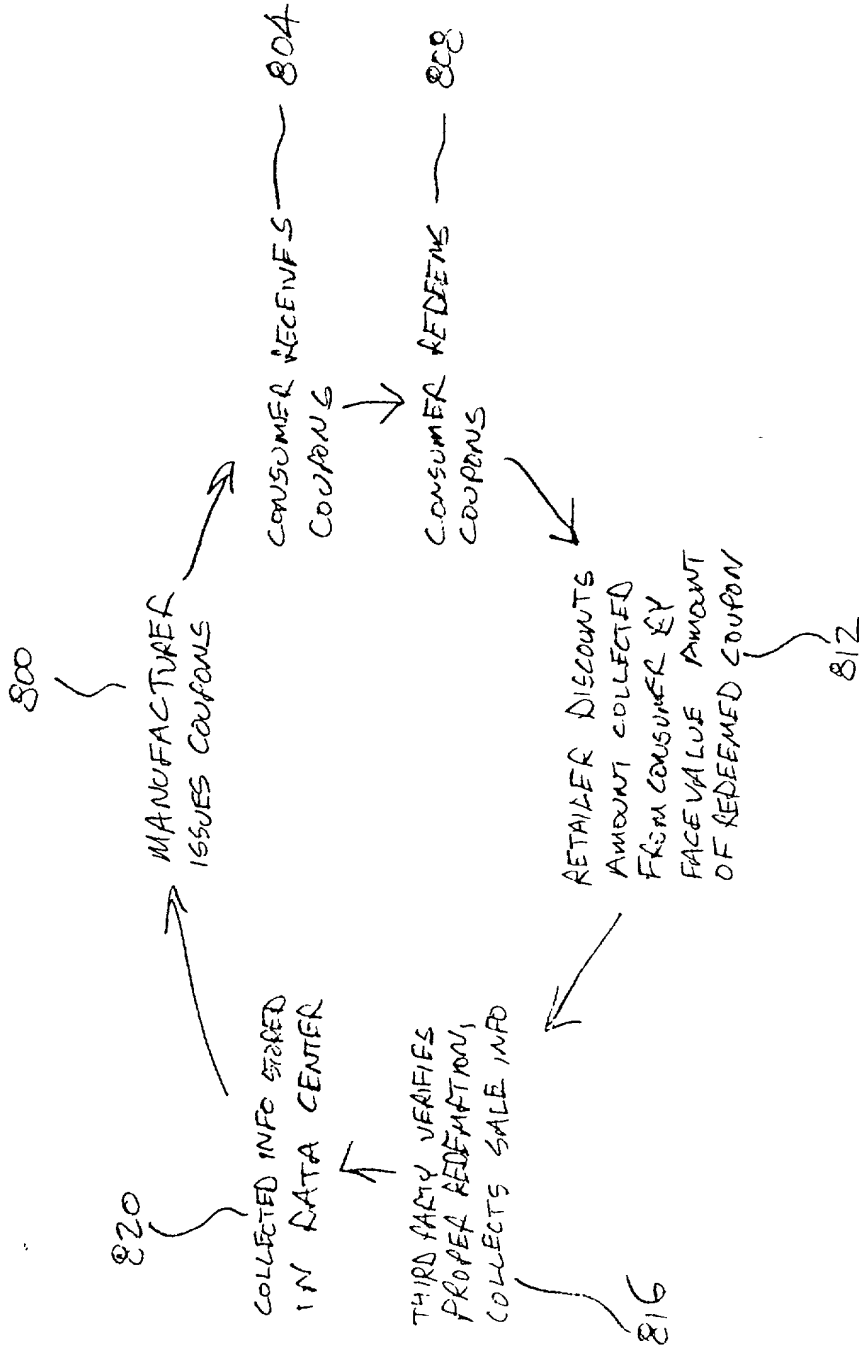 800
MANUFACTURER
ISSUES COUPONS
CONSUMER RECEIVES
COUPONS
804
CONSUMER REDEEMS
COUPONS
808
RETAILER DISCOUNTS
AMOUNT COLLECTED
FROM CONSUMER BY
FACEVALUE AMOUNT
OF REDEEMED COUPON
812
THIRD PARTY VERIFIES
PROPER REDEMPTION,
COLLECTS SALE INFO
816
COLLECTED INFO STORED
IN DATA CENTER
820